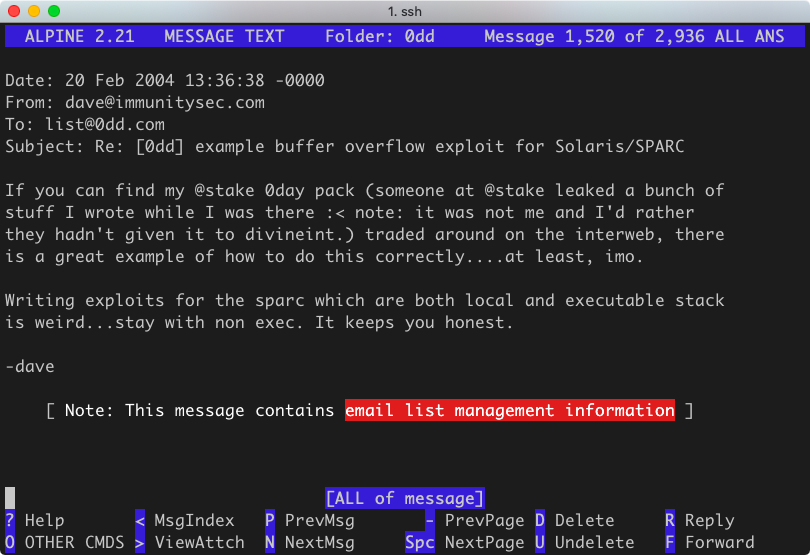 1. ssh
ALPINE 2.21   MESSAGE TEXT    Folder: 0dd     Message 1,520 of 2,936 ALL ANS
Date: 20 Feb 2004 13:36:38 -0000
From: dave@immunitysec.com
To: list@0dd.com
Subject: Re: [0dd] example buffer overflow exploit for Solaris/SPARC
If you can find my @stake 0day pack (someone at @stake leaked a bunch of
stuff I wrote while I was there :< note: it was not me and I'd rather
they hadn't given it to divineint.) traded around on the interweb, there
is a great example of how to do this correctly....at least, imo.
Writing exploits for the sparc which are both local and executable stack
is weird...stay with non exec. It keeps you honest.
-dave
[ Note: This message contains email list management information ]
[ALL of message]
? Help       < MsgIndex   P PrevMsg       - PrevPage D Delete     R Reply
O OTHER CMDS > ViewAttch  N NextMsg     Spc NextPage U Undelete   F Forward